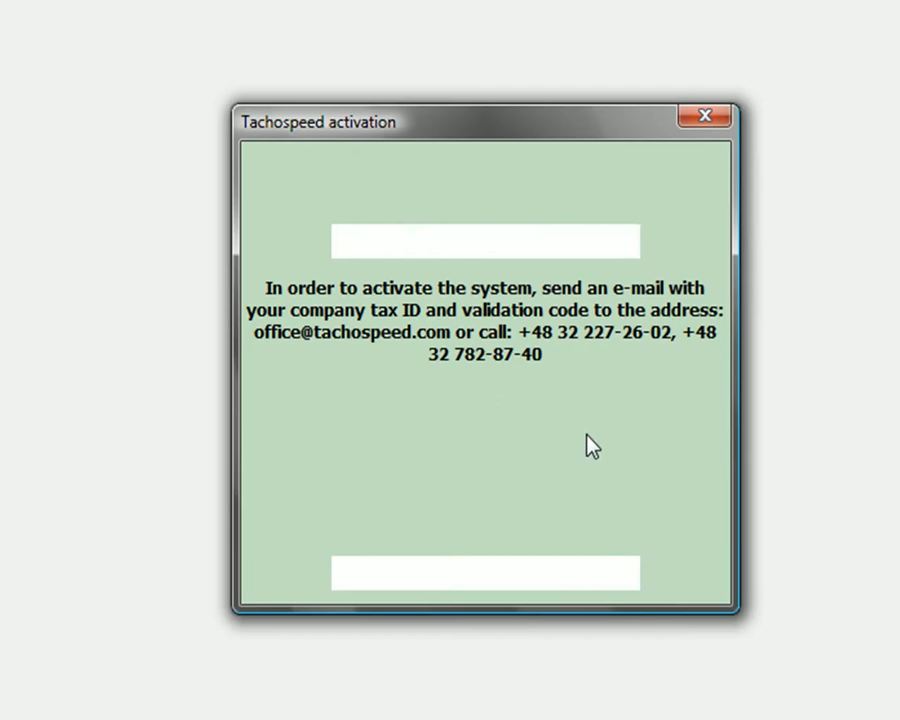 Tachospeed activation
In order to activate the system, send an e-mail with
your company tax ID and validation code to the address:
office@tachospeed.com or call: +48 32 227-26-02, +48
32 782-87-40